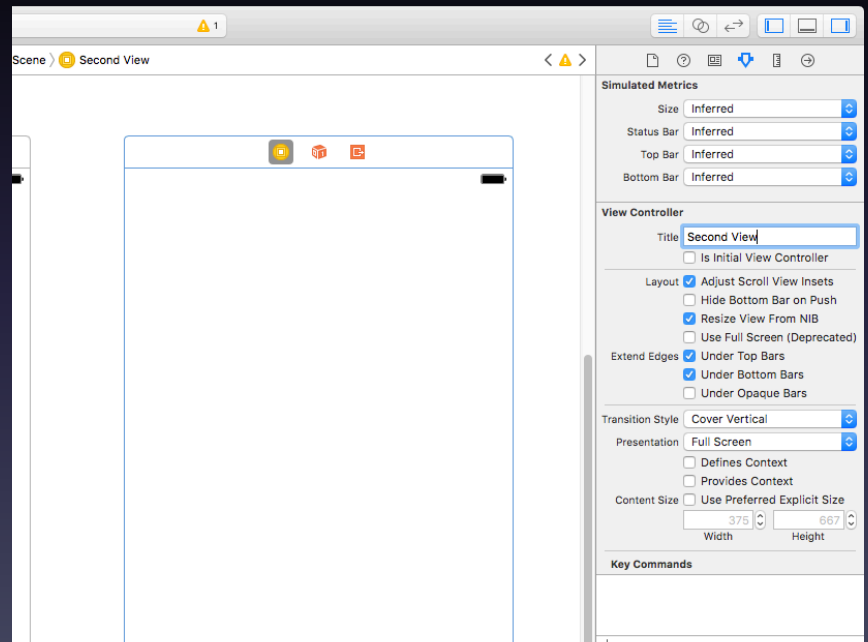 1
Scene 〉 Second View
Simulated Metrics
Size Inferred
Status Bar Inferred
Top Bar Inferred
Bottom Bar Inferred
View Controller
Title Second View
Is Initial View Controller
Layout Adjust Scroll View Insets
Hide Bottom Bar on Push
Resize View From NIB
Use Full Screen (Deprecated)
Extend Edges Under Top Bars
Under Bottom Bars
Under Opaque Bars
Transition Style Cover Vertical
Presentation Full Screen
Defines Context
Provides Context
Content Size Use Preferred Explicit Size
375 667
Width Height
Key Commands